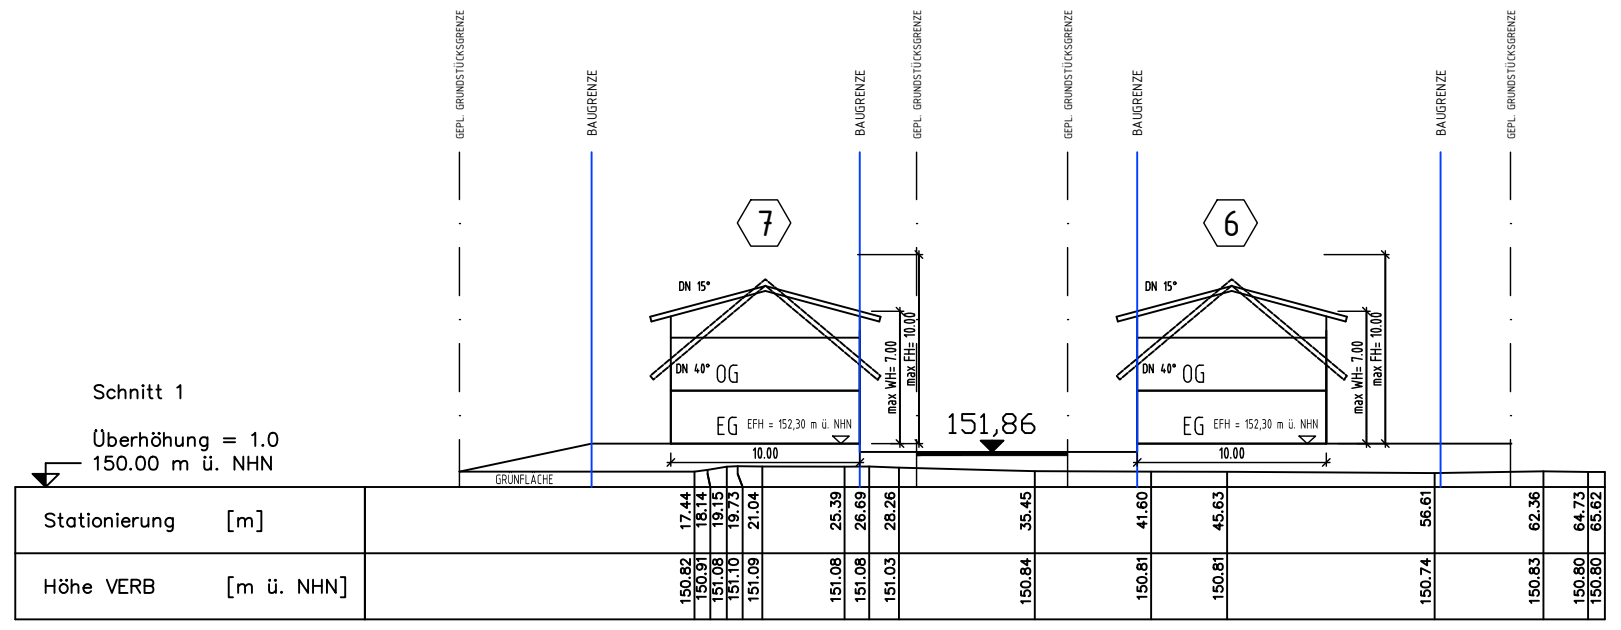 GEPL. GRUNDSTÜCKSGRENZE
BAUGRENZE
BAUGRENZE
GEPL. GRUNDSTÜCKSGRENZE
GEPL. GRUNDSTÜCKSGRENZE
BAUGRENZE
BAUGRENZE
GEPL. GRUNDSTÜCKSGRENZE
7
6
DN 15°
DN 15°
DN 40° OG
DN 40° OG
max WH= 7.00
max FH= 10.00
max WH= 7.00
max FH= 10.00
EG EFH = 152,30 m ü. NHN
151,86
EG EFH = 152,30 m ü. NHN
10.00
10.00
Schnitt 1
Überhöhung = 1.0
150.00 m ü. NHN
GRÜNFLÄCHE
Stationierung [m] 17.44 18.14 19.15 19.73 21.04 25.39 26.69 28.26 35.45 41.60 45.63 56.61 62.36 64.73 65.62
Höhe VERB [m ü. NHN] 150.82 150.91 151.08 151.10 151.09 151.08 151.08 151.03 150.84 150.81 150.81 150.74 150.83 150.80 150.80